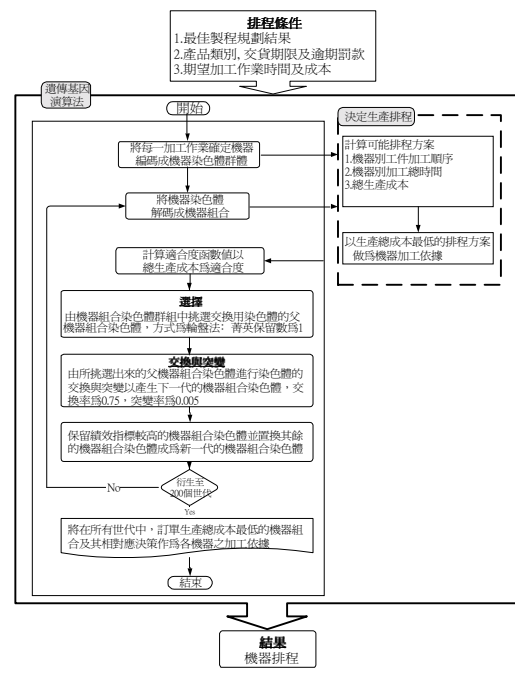 排程條件
1.最佳製程規劃結果
2.產品類別, 交貨期限及逾期罰款
3.期望加工作業時間及成本
遺傳基因
演算法
開始
決定生產排程
將每一加工作業確定機器
編碼成機器染色體群體
計算可能排程方案
1.機器別工件加工順序
2.機器別加工總時間
3.總生產成本
將機器染色體
解碼成機器組合
以生產總成本最低的排程方案
做為機器加工依據
計算適合度函數值以
總生產成本為適合度
選擇
由機器組合染色體群組中挑選交換用染色體的父
機器組合染色體，方式為輪盤法: 菁英保留數為1
交換與突變
由所挑選出來的父機器組合染色體進行染色體的
交換與突變以產生下一代的機器組合染色體，交
換率為0.75，突變率為0.005
保留績效指標較高的機器組合染色體並置換其餘
的機器組合染色體成為新一代的機器組合染色體
No
衍生至
200個世代
Yes
將在所有世代中，訂單生產總成本最低的機器組
合及其相對應決策作為各機器之加工依據
結束
結果
機器排程